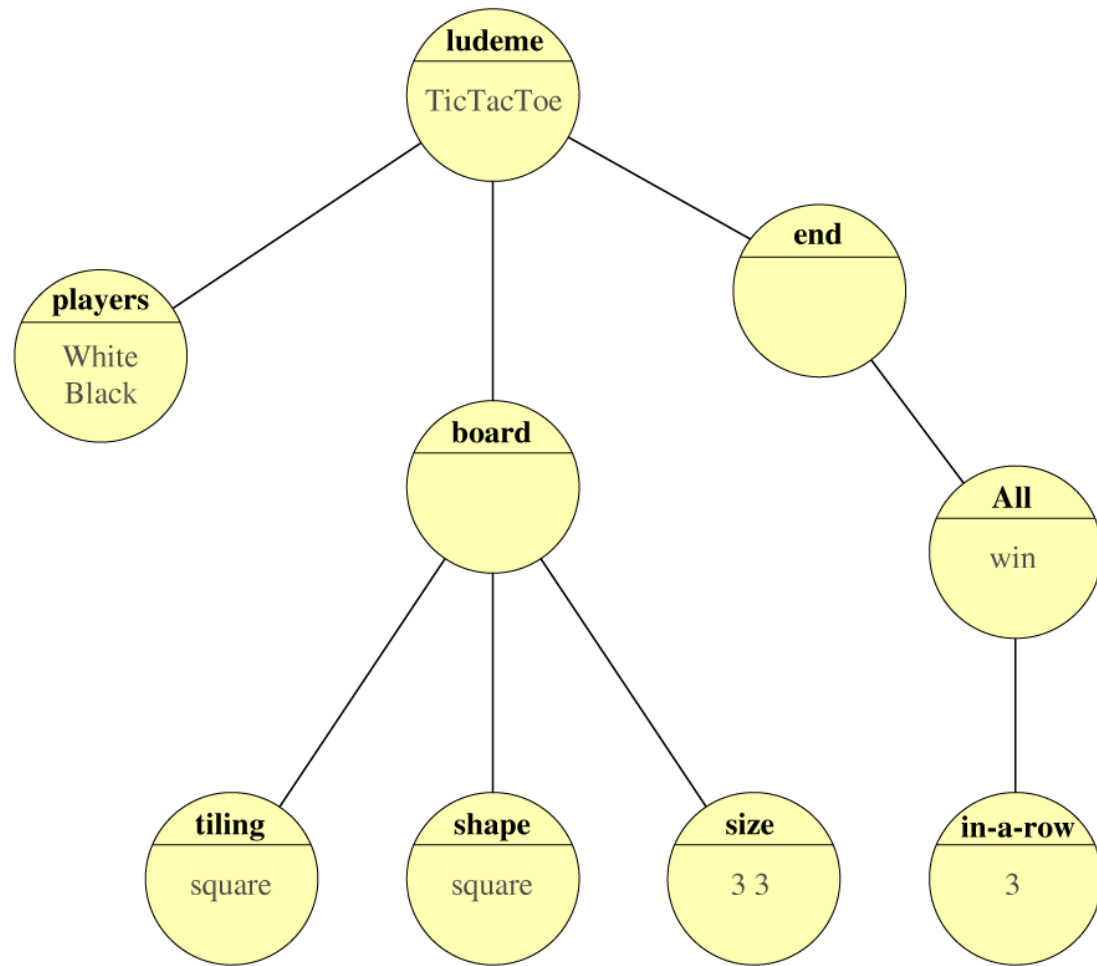 ludeme
TicTacToe
end
players
White
Black
board
All
win
tiling
square
shape
square
size
3 3
in-a-row
3